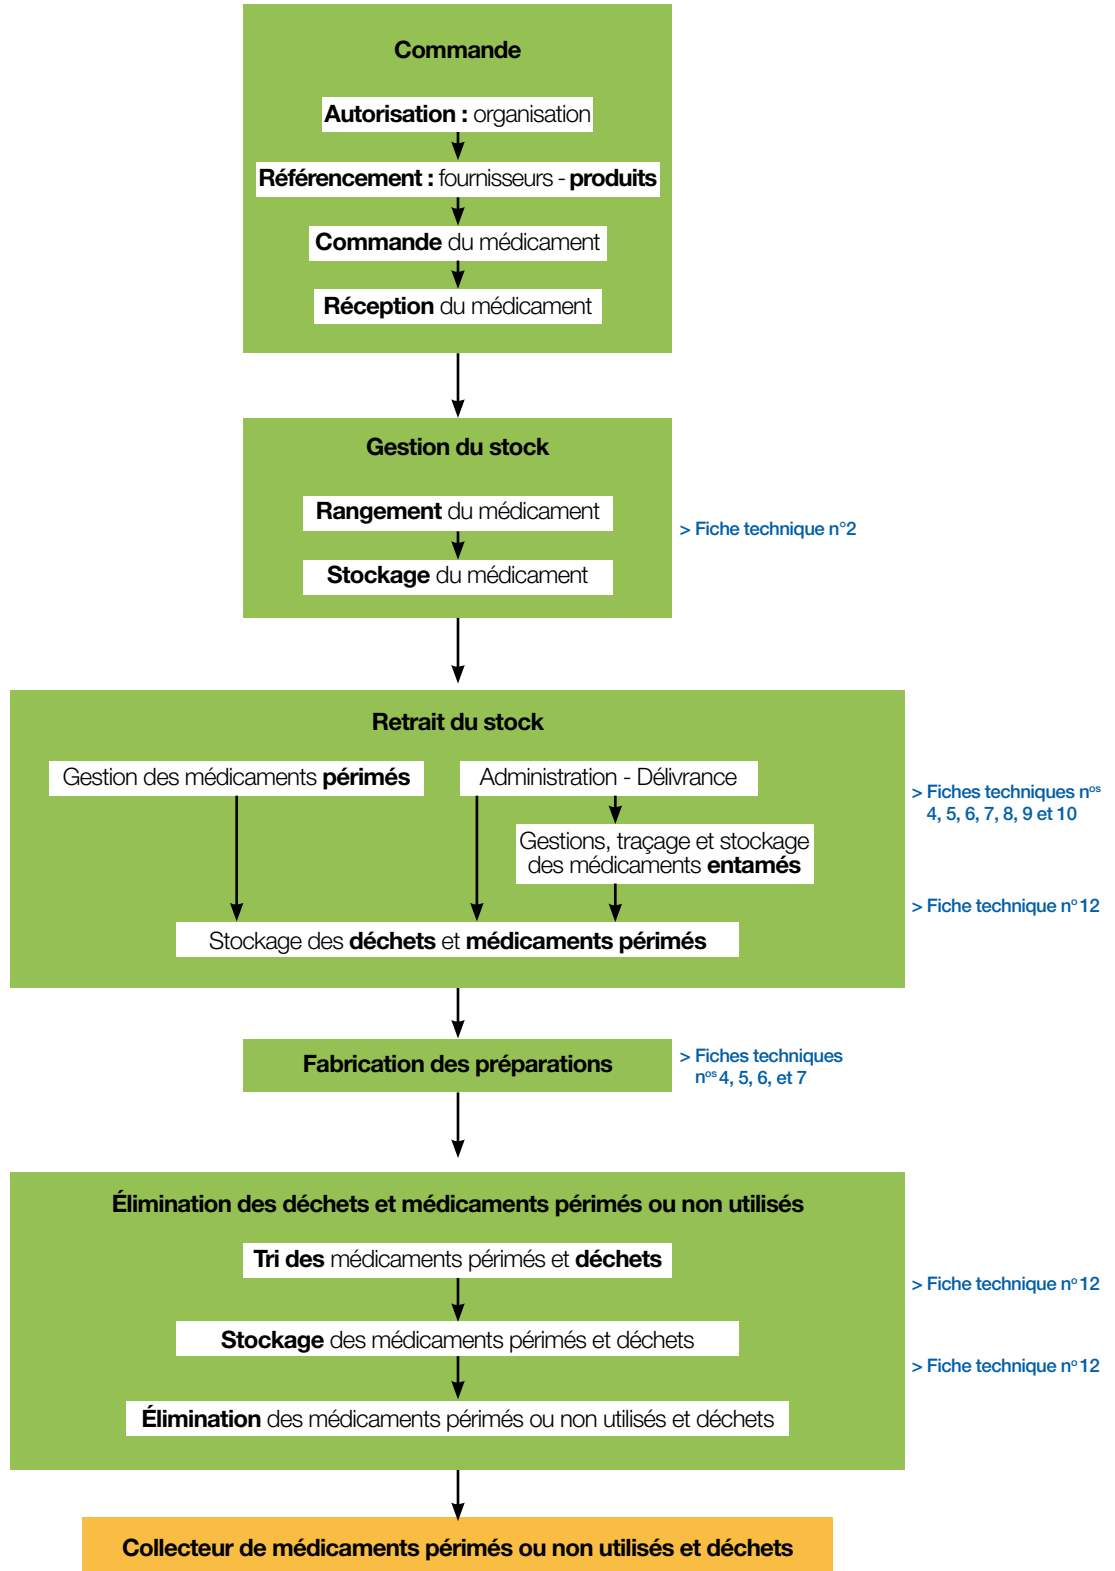 Commande
Autorisation : organisation
Référencement : fournisseurs - produits
Commande du médicament
Réception du médicament
Gestion du stock
Rangement du médicament
> Fiche technique n°2
Stockage du médicament
Retrait du stock
Gestion des médicaments périmés
Administration - Délivrance
> Fiches techniques nos
4, 5, 6, 7, 8, 9 et 10
Gestions, traçage et stockage
des médicaments entamés
> Fiche technique no 12
Stockage des déchets et médicaments périmés
Fabrication des préparations
> Fiches techniques
nos 4, 5, 6, et 7
Élimination des déchets et médicaments périmés ou non utilisés
Tri des médicaments périmés et déchets
> Fiche technique no 12
Stockage des médicaments périmés et déchets
> Fiche technique no 12
Élimination des médicaments périmés ou non utilisés et déchets
Collecteur de médicaments périmés ou non utilisés et déchets